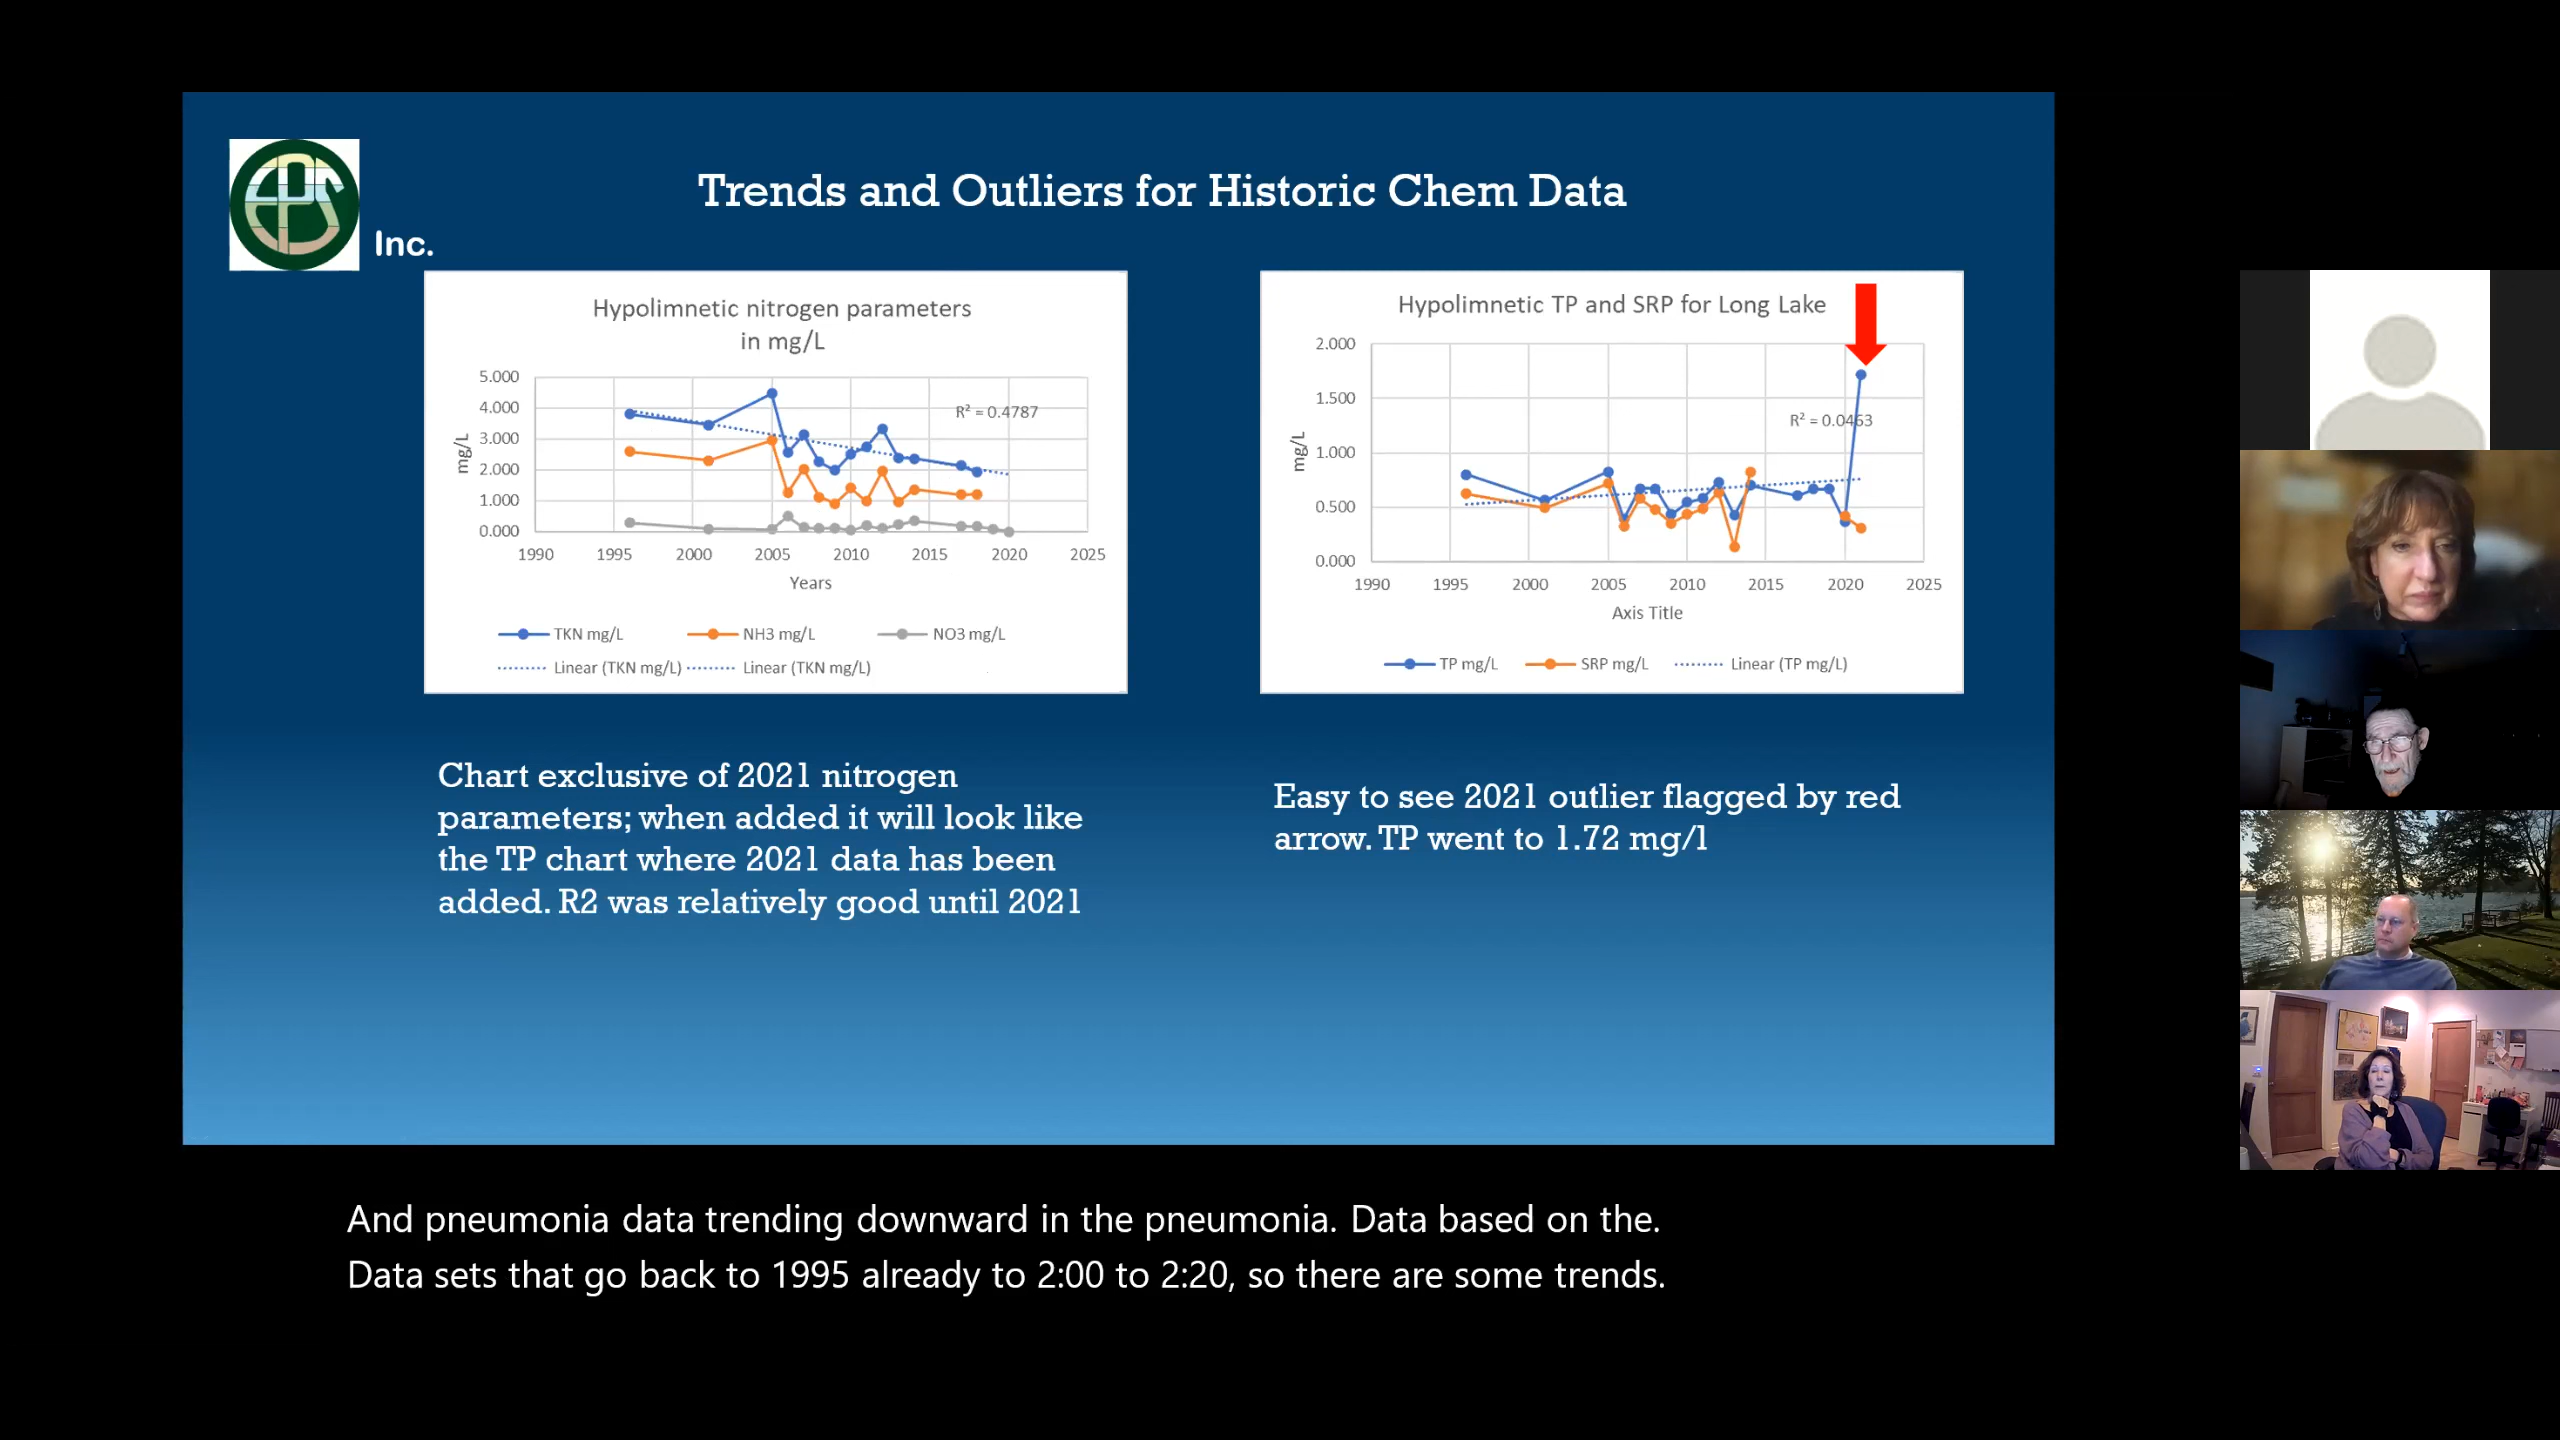 EPS
Inc.
Trends and Outliers for Historic Chem Data
Hypolimnetic nitrogen parameters
in mg/L
5.000
4.000
3.000
2.000
1.000
0.000
mg/L
R² = 0.4787
1990 1995 2000 2005 2010 2015 2020 2025
Years
TKN mg/L NH3 mg/L NO3 mg/L
Linear (TKN mg/L) Linear (TKN mg/L)
Hypolimnetic TP and SRP for Long Lake
2.000
1.500
1.000
0.500
0.000
mg/L
R² = 0.0463
1990 1995 2000 2005 2010 2015 2020 2025
Axis Title
TP mg/L SRP mg/L Linear (TP mg/L)
Chart exclusive of 2021 nitrogen
parameters; when added it will look like
the TP chart where 2021 data has been
added. R2 was relatively good until 2021
Easy to see 2021 outlier flagged by red
arrow. TP went to 1.72 mg/l
And pneumonia data trending downward in the pneumonia. Data based on the.
Data sets that go back to 1995 already to 2:00 to 2:20, so there are some trends.